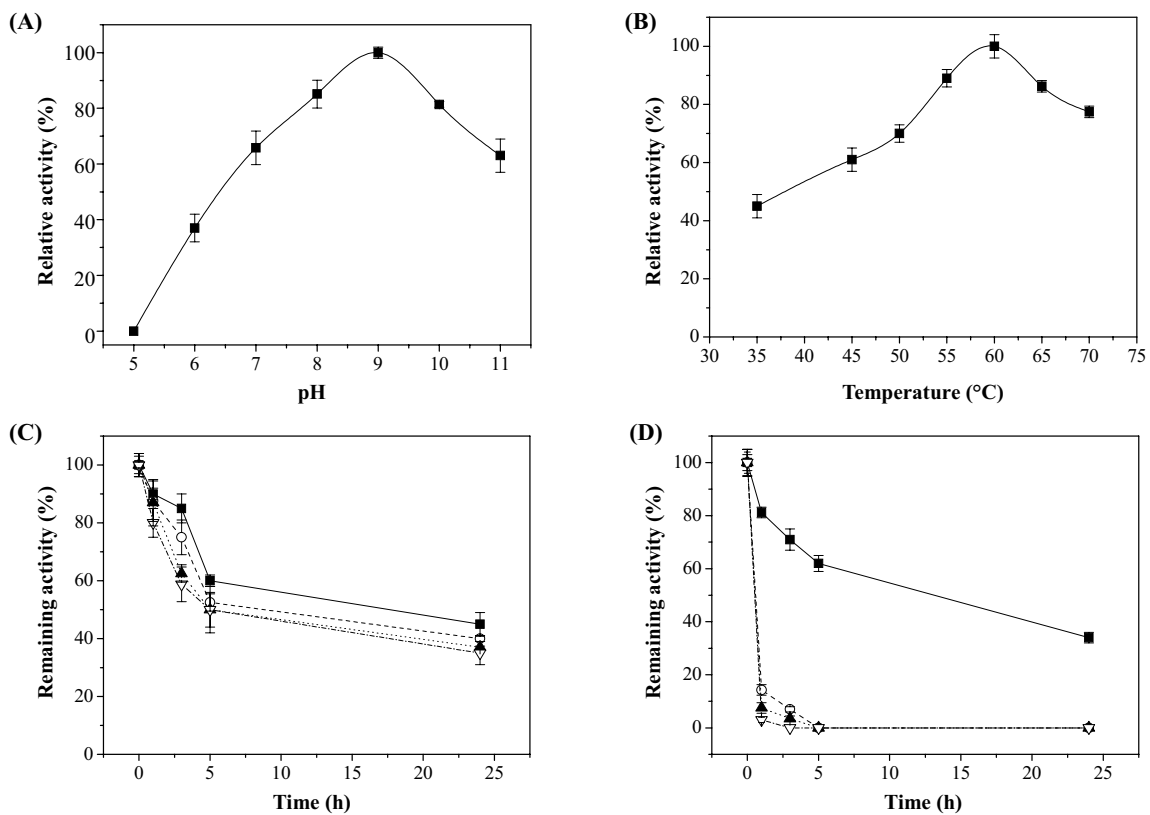 (A)
Relative activity (%)
100
80
60
40
20
0
5 6 7 8 9 10 11
pH
(B)
Relative activity (%)
100
80
60
40
20
0
30 35 40 45 50 55 60 65 70 75
Temperature (°C)
(C)
Remaining activity (%)
100
80
60
40
20
0
0 5 10 15 20 25
Time (h)
(D)
Remaining activity (%)
100
80
60
40
20
0
0 5 10 15 20 25
Time (h)